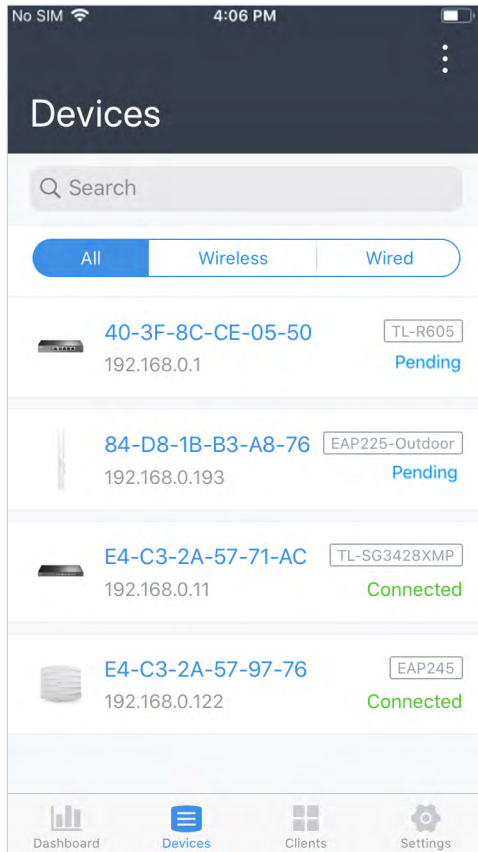 No SIM 4:06 PM
Devices
Search
All Wireless Wired
40-3F-8C-CE-05-50 TL-R605
192.168.0.1 Pending
84-D8-1B-B3-A8-76 EAP225-Outdoor
192.168.0.193 Pending
E4-C3-2A-57-71-AC TL-SG3428XMP
192.168.0.11 Connected
E4-C3-2A-57-97-76 EAP245
192.168.0.122 Connected
Dashboard Devices Clients Settings